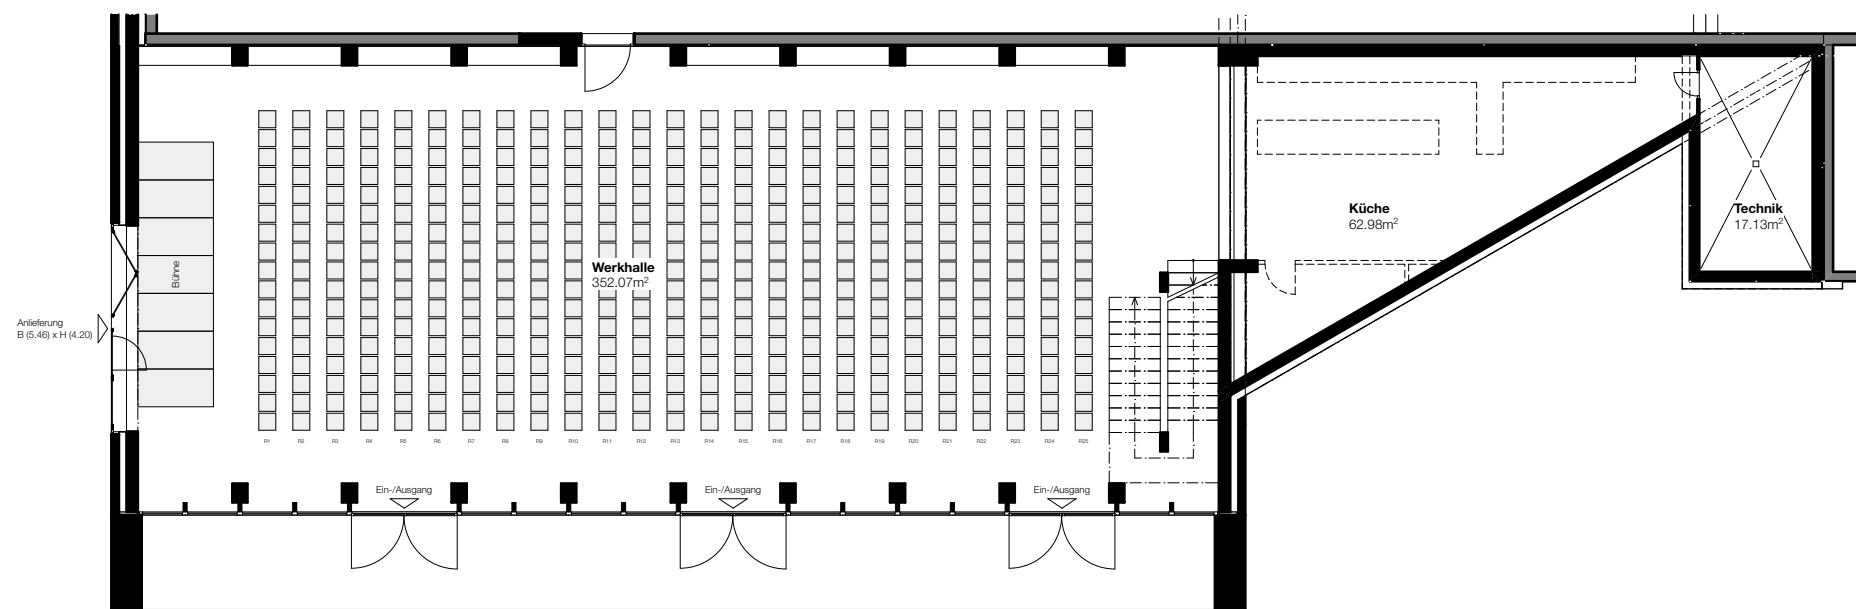 Küche
62.98m²
Technik
17.13m²
Werkhalle
352.07m²
Bühne
Anlieferung
B (5.46) x H (4.20)
R1 R2 R3 R4 R5 R6 R7 R8 R9 R10 R11 R12 R13 R14 R15 R16 R17 R18 R19 R20 R21 R22 R23 R24 R25
Ein-/Ausgang Ein-/Ausgang Ein-/Ausgang